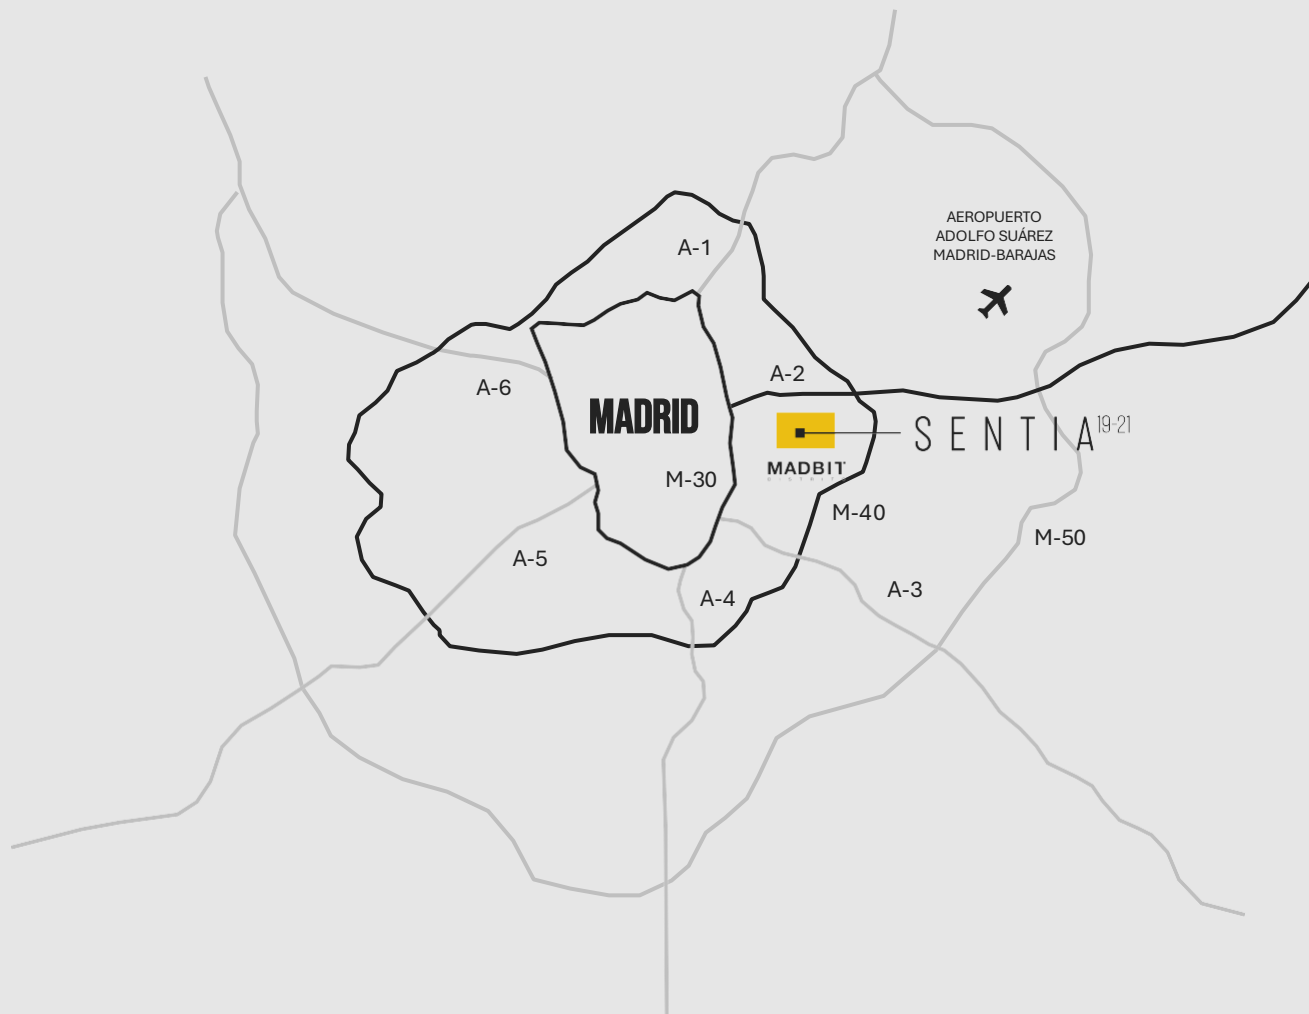 AEROPUERTO
ADOLFO SUÁREZ
MADRID-BARAJAS
A-1
A-2
A-6
MADRID
SENTIA 19-21
M-30
MADBIT
DISTRICT
M-40
M-50
A-5
A-3
A-4